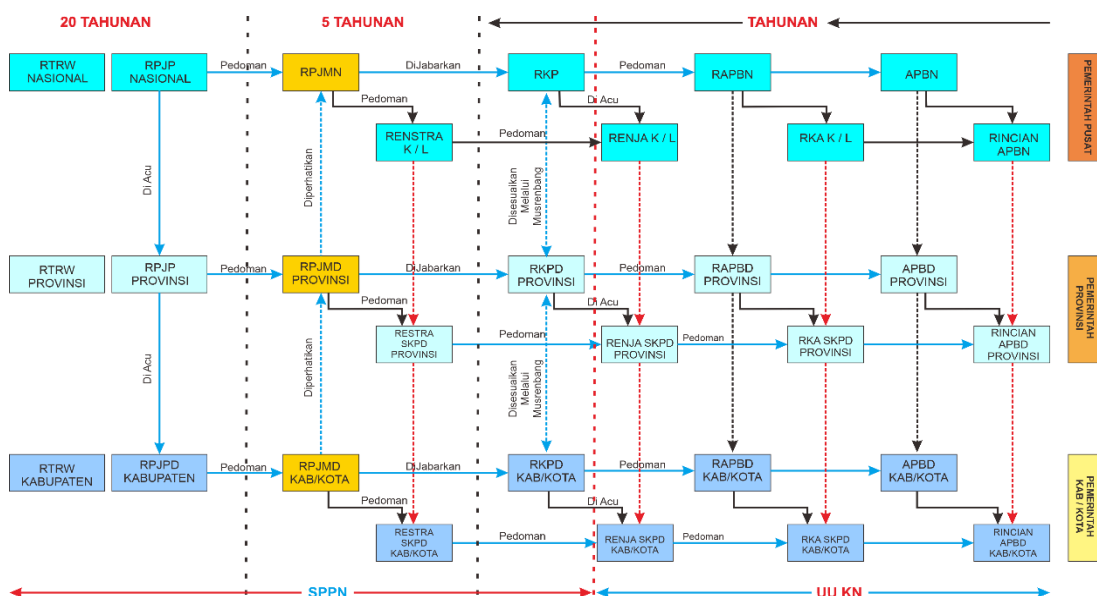 20 TAHUNAN
5 TAHUNAN
TAHUNAN
RTRW
NASIONAL
RPJP
NASIONAL
Pedoman
RPJMN
DiJabarkan
RKP
Pedoman
RAPBN
APBN
PEMERINTAH PUSAT
Pedoman
Di Acu
RENSTRA
K / L
Pedoman
RENJA K / L
RKA K / L
RINCIAN
APBN
Di Acu
Diperhatikan
Disesuaikan
Melalui
Musrenbang
RTRW
PROVINSI
RPJP
PROVINSI
Pedoman
RPJMD
PROVINSI
DiJabarkan
RKPD
PROVINSI
Pedoman
RAPBD
PROVINSI
APBD
PROVINSI
PEMERINTAH
PROVINSI
Pedoman
Di Acu
RESTRA
SKPD
PROVINSI
Pedoman
RENJA SKPD
PROVINSI
Pedoman
RKA SKPD
PROVINSI
RINCIAN
APBD
PROVINSI
Di Acu
Diperhatikan
Disesuaikan
Melalui
Musrenbang
RTRW
KABUPATEN
RPJPD
KABUPATEN
Pedoman
RPJMD
KAB/KOTA
DiJabarkan
RKPD
KAB/KOTA
Pedoman
RAPBD
KAB/KOTA
APBD
KAB/KOTA
PEMERINTAH
KAB / KOTA
Pedoman
Di Acu
RESTRA
SKPD
KAB/KOTA
Pedoman
RENJA SKPD
KAB/KOTA
Pedoman
RKA SKPD
KAB/KOTA
RINCIAN
APBD
KAB/KOTA
SPPN
UU KN